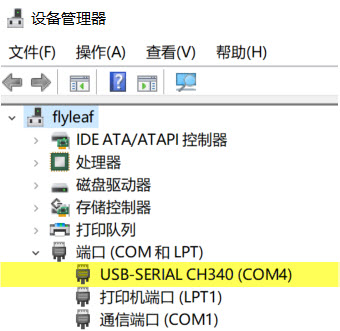 设备管理器
文件(F) 操作(A) 查看(V) 帮助(H)
flyleaf
IDE ATA/ATAPI 控制器
处理器
磁盘驱动器
存储控制器
打印队列
端口 (COM 和 LPT)
USB-SERIAL CH340 (COM4)
打印机端口 (LPT1)
通信端口 (COM1)